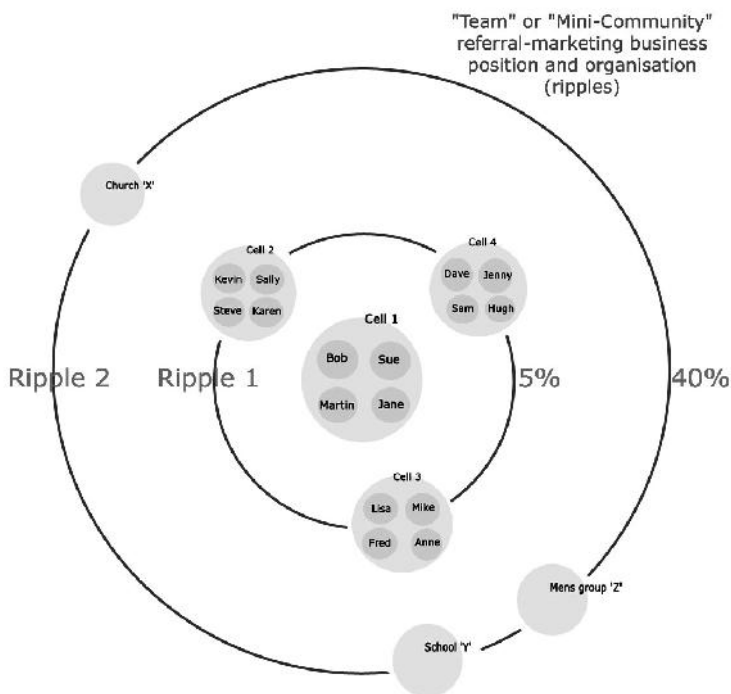 "Team" or "Mini-Community"
referral-marketing business
position and organisation
(ripples)
Church 'X'
Cell 2
Kevin Sally
Steve Karen
Cell 4
Dave Jenny
Sam Hugh
Cell 1
Bob Sue
Martin Jane
Ripple 2 Ripple 1 5% 40%
Cell 3
Lisa Mike
Fred Anne
Mens group 'Z'
School 'Y'